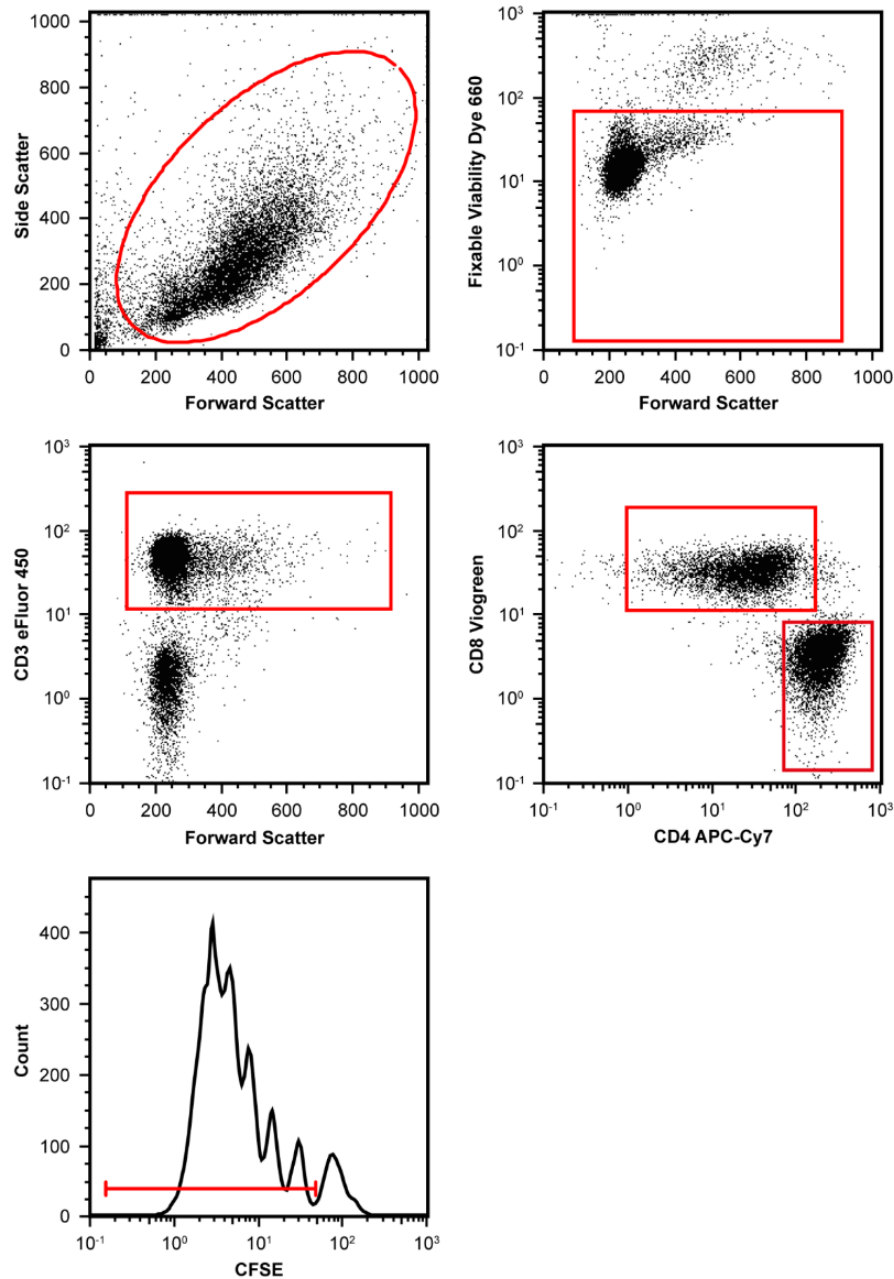 1000
800
600
400
200
0
Side Scatter
0 200 400 600 800 1000
Forward Scatter
10³
10²
10¹
10⁰
10⁻¹
Fixable Viability Dye 660
0 200 400 600 800 1000
Forward Scatter
10³
10²
10¹
10⁰
10⁻¹
CD3 eFluor 450
0 200 400 600 800 1000
Forward Scatter
10³
10²
10¹
10⁰
10⁻¹
CD8 Viogreen
10⁻¹ 10⁰ 10¹ 10² 10³
CD4 APC-Cy7
400
300
200
100
0
Count
10⁻¹ 10⁰ 10¹ 10² 10³
CFSE